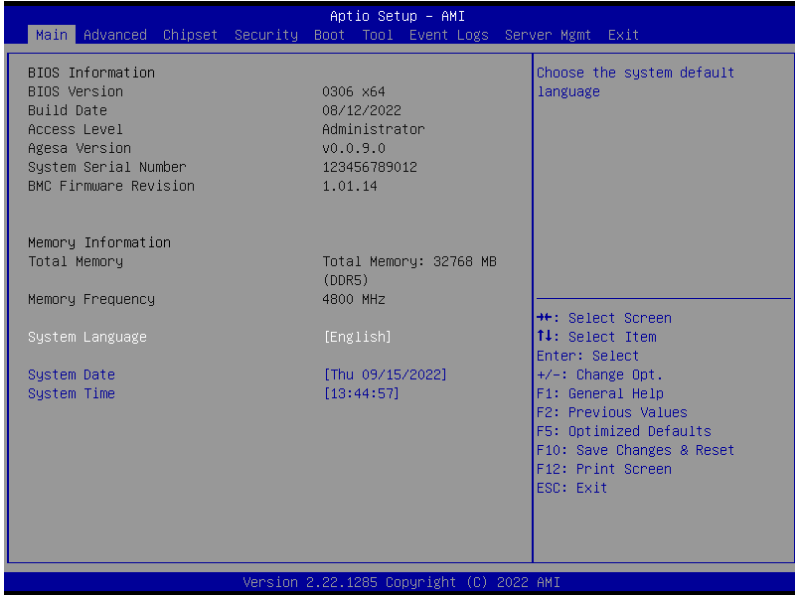 Aptio Setup – AMI
Main Advanced Chipset Security Boot Tool Event Logs Server Mgmt Exit
BIOS Information
BIOS Version 0306 x64
Build Date 08/12/2022
Access Level Administrator
Agesa Version v0.0.9.0
System Serial Number 123456789012
BMC Firmware Revision 1.01.14
Memory Information
Total Memory Total Memory: 32768 MB
(DDR5)
Memory Frequency 4800 MHz
System Language [English]
System Date [Thu 09/15/2022]
System Time [13:44:57]
Choose the system default
language
→←: Select Screen
↑↓: Select Item
Enter: Select
+/-: Change Opt.
F1: General Help
F2: Previous Values
F5: Optimized Defaults
F10: Save Changes & Reset
F12: Print Screen
ESC: Exit
Version 2.22.1285 Copyright (C) 2022 AMI